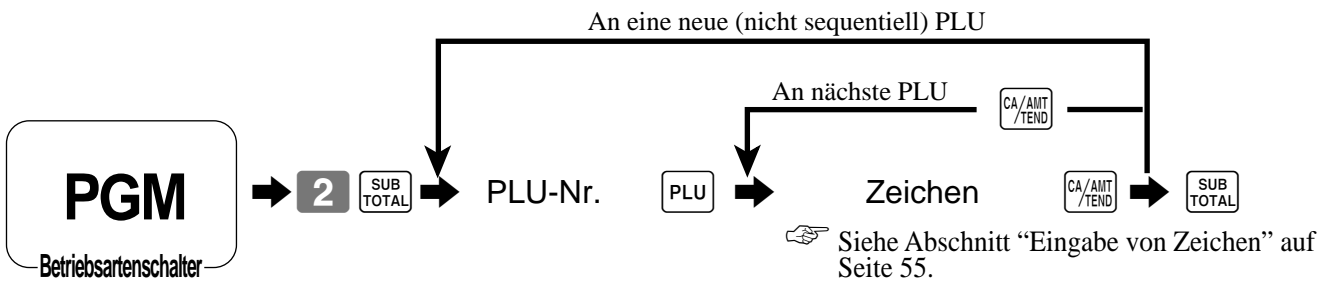 An eine neue (nicht sequentiell) PLU
An nächste PLU
CA/AMT
/TEND
PGM
2
SUB
TOTAL
PLU-Nr.
PLU
Zeichen
CA/AMT
/TEND
SUB
TOTAL
Betriebsartenschalter
Siehe Abschnitt “Eingabe von Zeichen” auf
Seite 55.